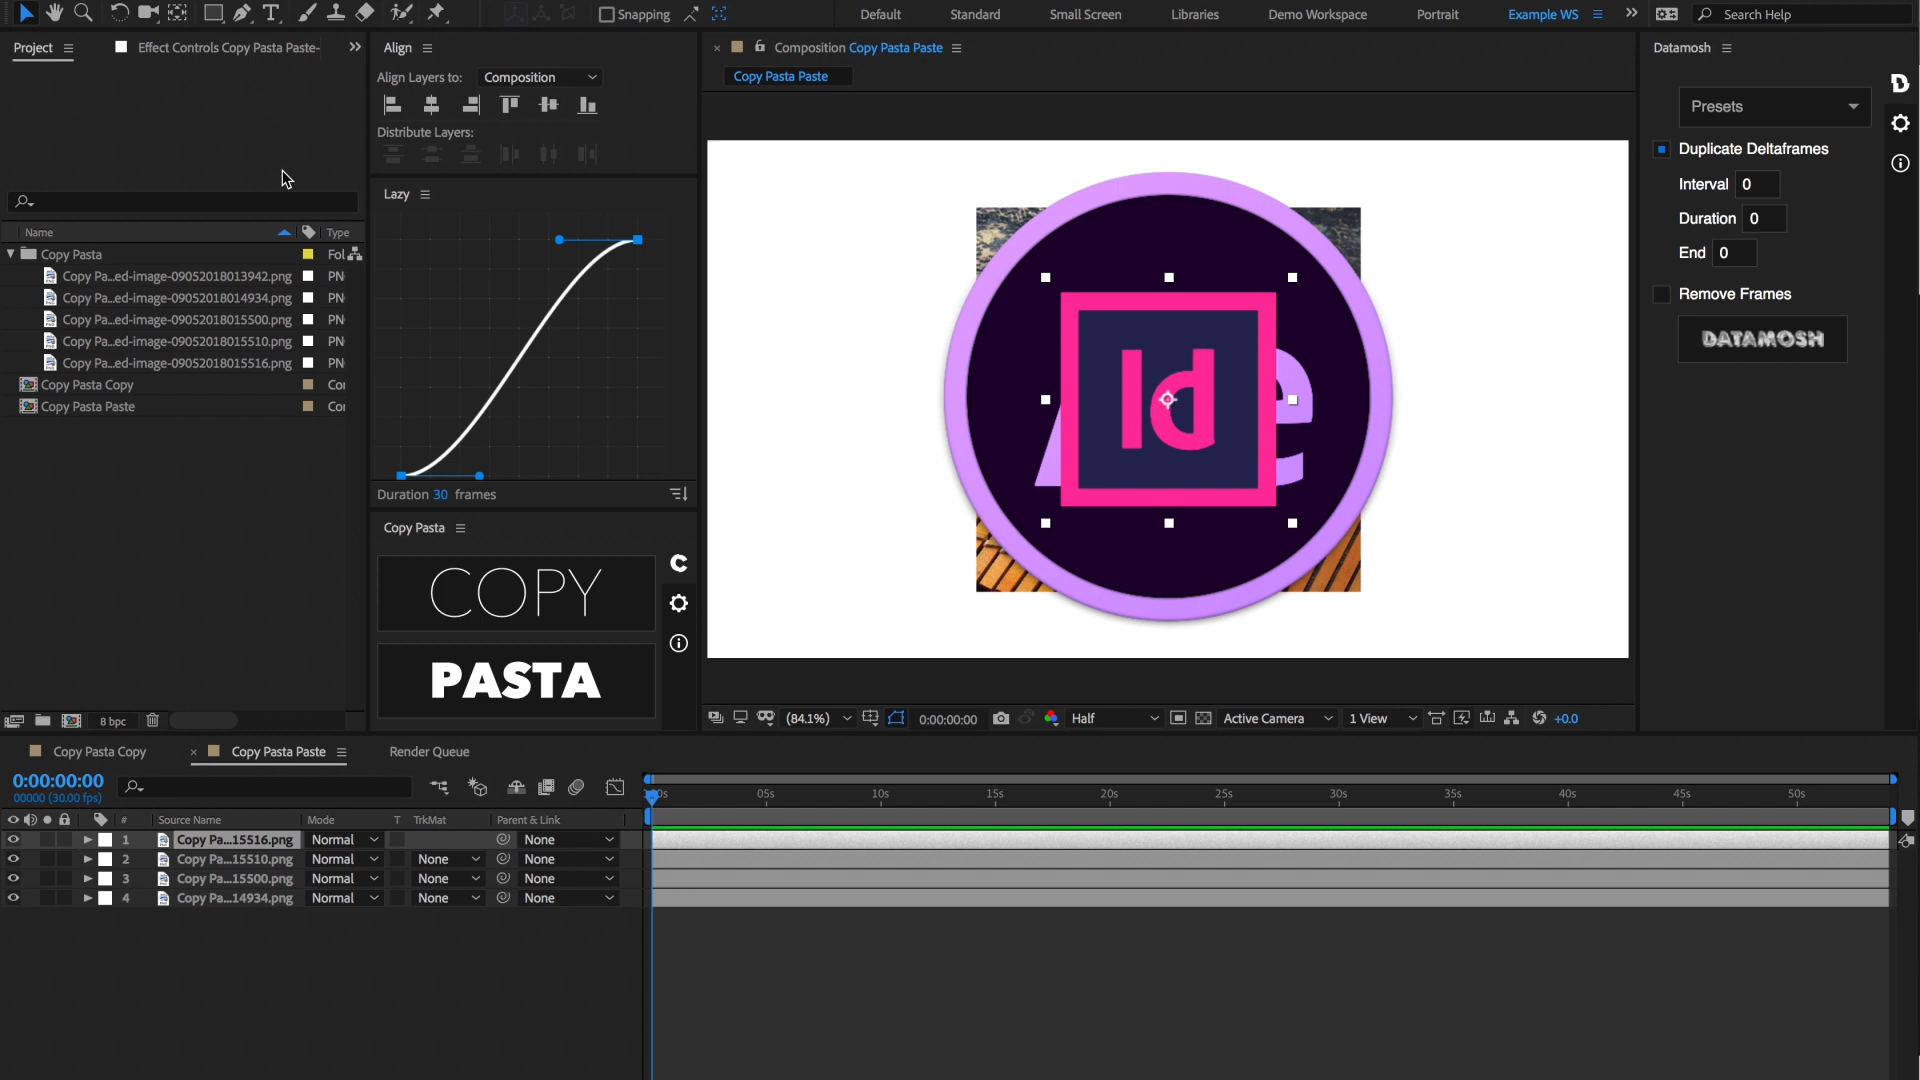 Snapping
Default
Standard
Small Screen
Libraries
Demo Workspace
Portrait
Example WS
Search Help
Project
Effect Controls Copy Pasta Paste-
Align
Composition Copy Pasta Paste
Datamosh
Align Layers to:
Composition
Copy Pasta Paste
Distribute Layers:
Presets
Duplicate Deltaframes
Interval 0
Duration 0
End 0
Remove Frames
DATAMOSH
Name
Type
Copy Pasta
Fol
Copy Pa...ed-image-09052018013942.png
PN
Copy Pa...ed-image-09052018014934.png
PN
Copy Pa...ed-image-09052018015500.png
PN
Copy Pa...ed-image-09052018015510.png
PN
Copy Pa...ed-image-09052018015516.png
PN
Copy Pasta Copy
Coi
Copy Pasta Paste
Coi
8 bpc
Lazy
Duration 30 frames
Copy Pasta
COPY
PASTA
C
D
Id
e
(84.1%)
0:00:00:00
Half
Active Camera
1 View
+0.0
Copy Pasta Copy
Copy Pasta Paste
Render Queue
0:00:00:00
00000 (30.00 fps)
05s
10s
15s
20s
25s
30s
35s
40s
45s
50s
#
Source Name
Mode
T TrkMat
Parent & Link
1 Copy Pa...15516.png Normal None
2 Copy Pa...15510.png Normal None None
3 Copy Pa...15500.png Normal None None
4 Copy Pa...14934.png Normal None None